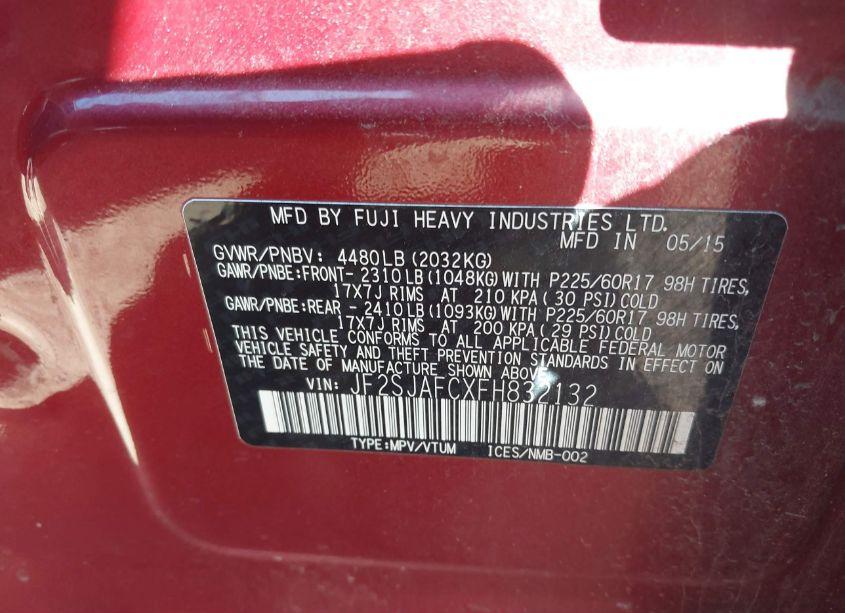 MFD BY FUJI HEAVY INDUSTRIES LTD.
MFD IN 05/15
GVWR/PNBV: 4480LB(2032KG)
GAWR/PNBE:FRONT- 2310LB(1048KG)WITH P225/60R17 98H TIRES,
17X7J RIMS AT 210 KPA(30 PSI)COLD
GAWR/PNBE:REAR - 2410LB(1093KG)WITH P225/60R17 98H TIRES,
17X7J RIMS AT 200 KPA(29 PSI)COLD
THIS VEHICLE CONFORMS TO ALL APPLICABLE FEDERAL MOTOR
VEHICLE SAFETY AND THEFT PREVENTION STANDARDS IN EFFECT ON
THE DATE OF MANUFACTURE SHOWN ABOVE.
VIN: JF2SJAFCXFH832132
TYPE:MPV/VTUM ICES/NMB-002